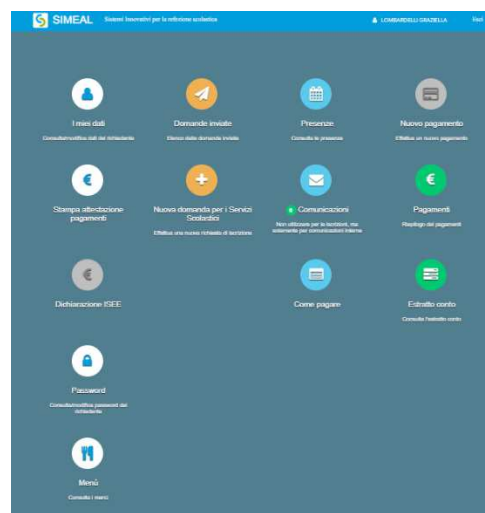 SIMEAL Sistemi Innovativi per la refezione scolastica LOMBARDELLI GRAZIELLA Esci
I miei dati
Consulta/modifica dati del richiedente
Domande inviate
Elenco delle domande inviate
Presenze
Consulta le presenze
Nuovo pagamento
Effettua un nuovo pagamento
Stampa attestazione
pagamenti
Nuova domanda per i Servizi
Scolastici
Effettua una nuova richiesta di iscrizione
Comunicazioni
Non utilizzare per le iscrizioni, ma
solamente per comunicazioni interne
Pagamenti
Riepilogo dei pagamenti
Dichiarazione ISEE
Come pagare
Estratto conto
Consulta l'estratto conto
Password
Consulta/modifica password del
richiedente
Menù
Consulta i menù